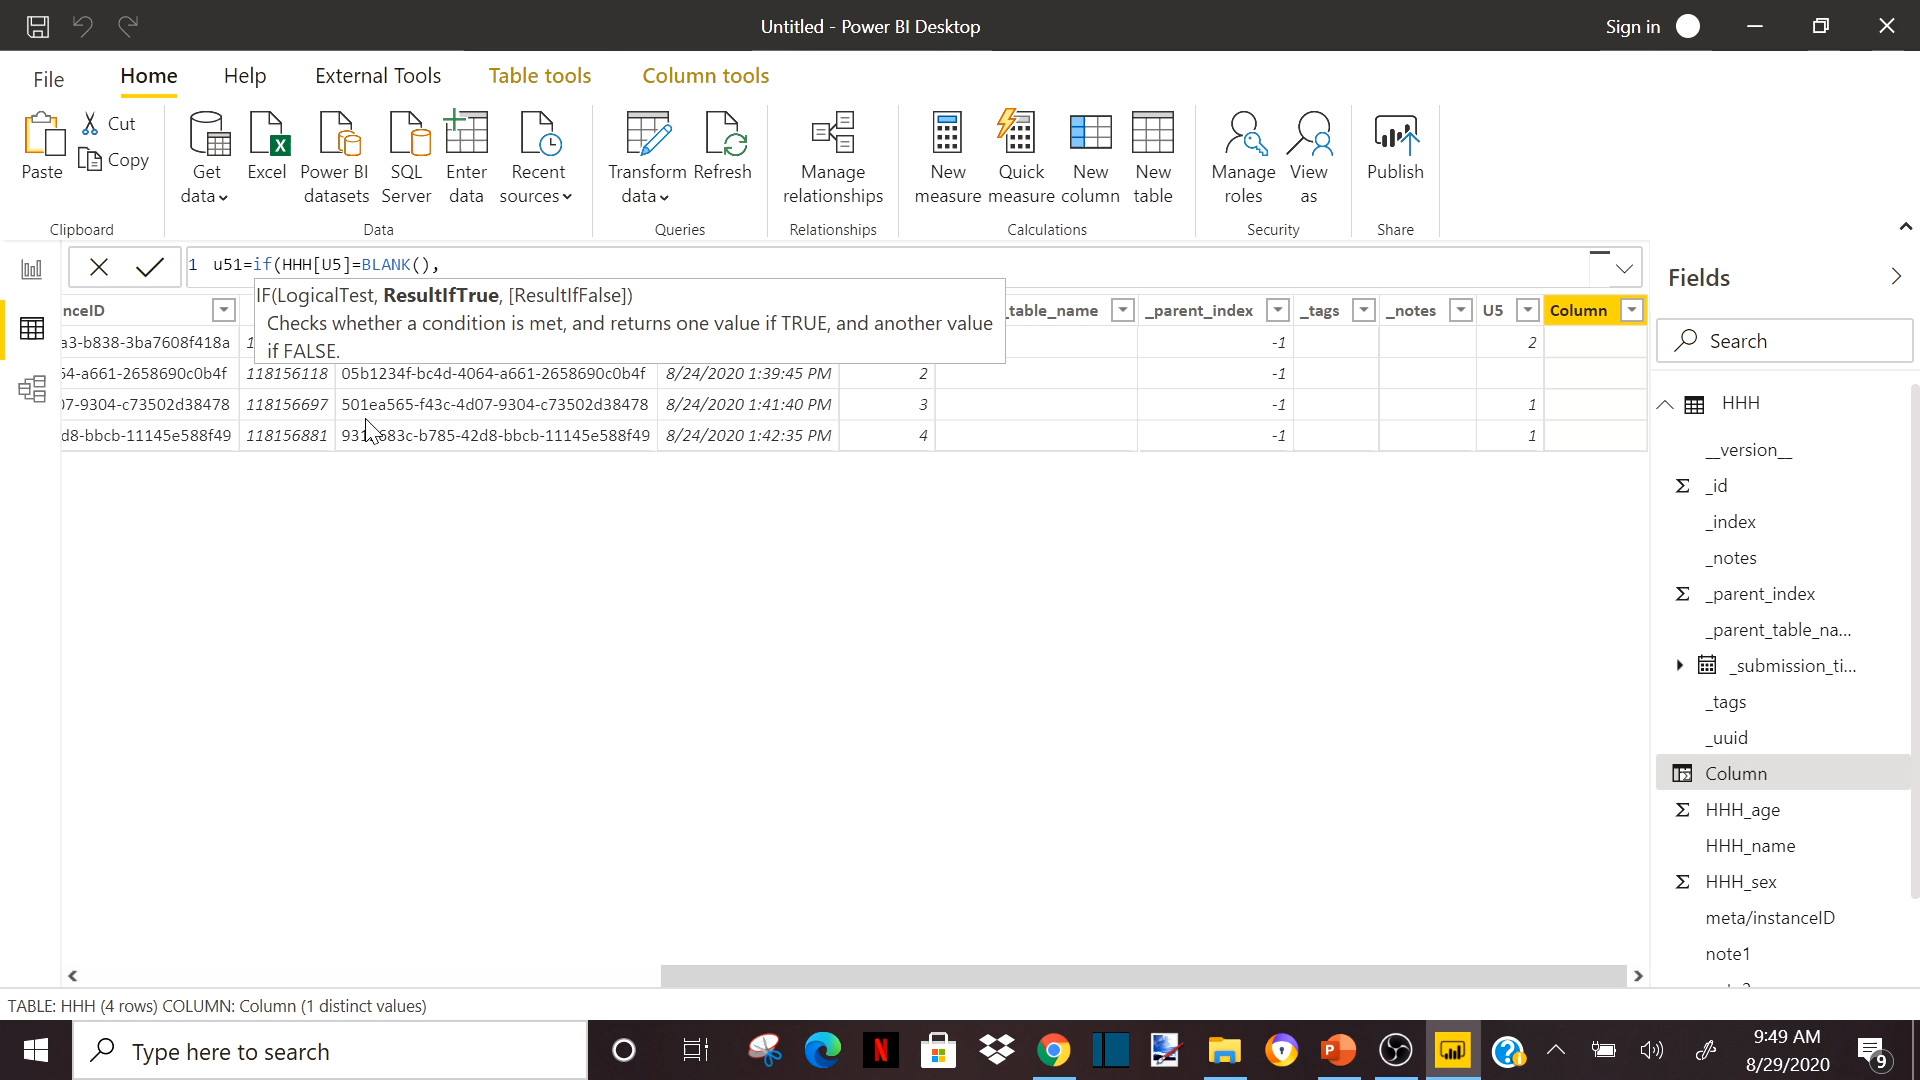 Untitled - Power BI Desktop
Sign in
File Home Help External Tools Table tools Column tools
Paste
Cut
Copy
Get data
Excel
Power BI datasets
SQL Server
Enter data
Recent sources
Transform data
Refresh
Manage relationships
New measure
Quick measure
New column
New table
Manage roles
View as
Publish
Clipboard Data Queries Relationships Calculations Security Share
1 u51=if(HHH[U5]=BLANK(),
IF(LogicalTest, ResultIfTrue, [ResultIfFalse])
Checks whether a condition is met, and returns one value if TRUE, and another value
if FALSE.
nceID _table_name _parent_index _tags _notes U5 Column
a3-b838-3ba7608f418a 1 -1 2
54-a661-2658690c0b4f 118156118 05b1234f-bc4d-4064-a661-2658690c0b4f 8/24/2020 1:39:45 PM 2 -1
07-9304-c73502d38478 118156697 501ea565-f43c-4d07-9304-c73502d38478 8/24/2020 1:41:40 PM 3 -1 1
d8-bbcb-11145e588f49 118156881 931 683c-b785-42d8-bbcb-11145e588f49 8/24/2020 1:42:35 PM 4 -1 1
Fields
Search
HHH
__version__
_id
_index
_notes
_parent_index
_parent_table_na...
_submission_ti...
_tags
_uuid
Column
HHH_age
HHH_name
HHH_sex
meta/instanceID
note1
TABLE: HHH (4 rows) COLUMN: Column (1 distinct values)
Type here to search
9:49 AM
8/29/2020
9